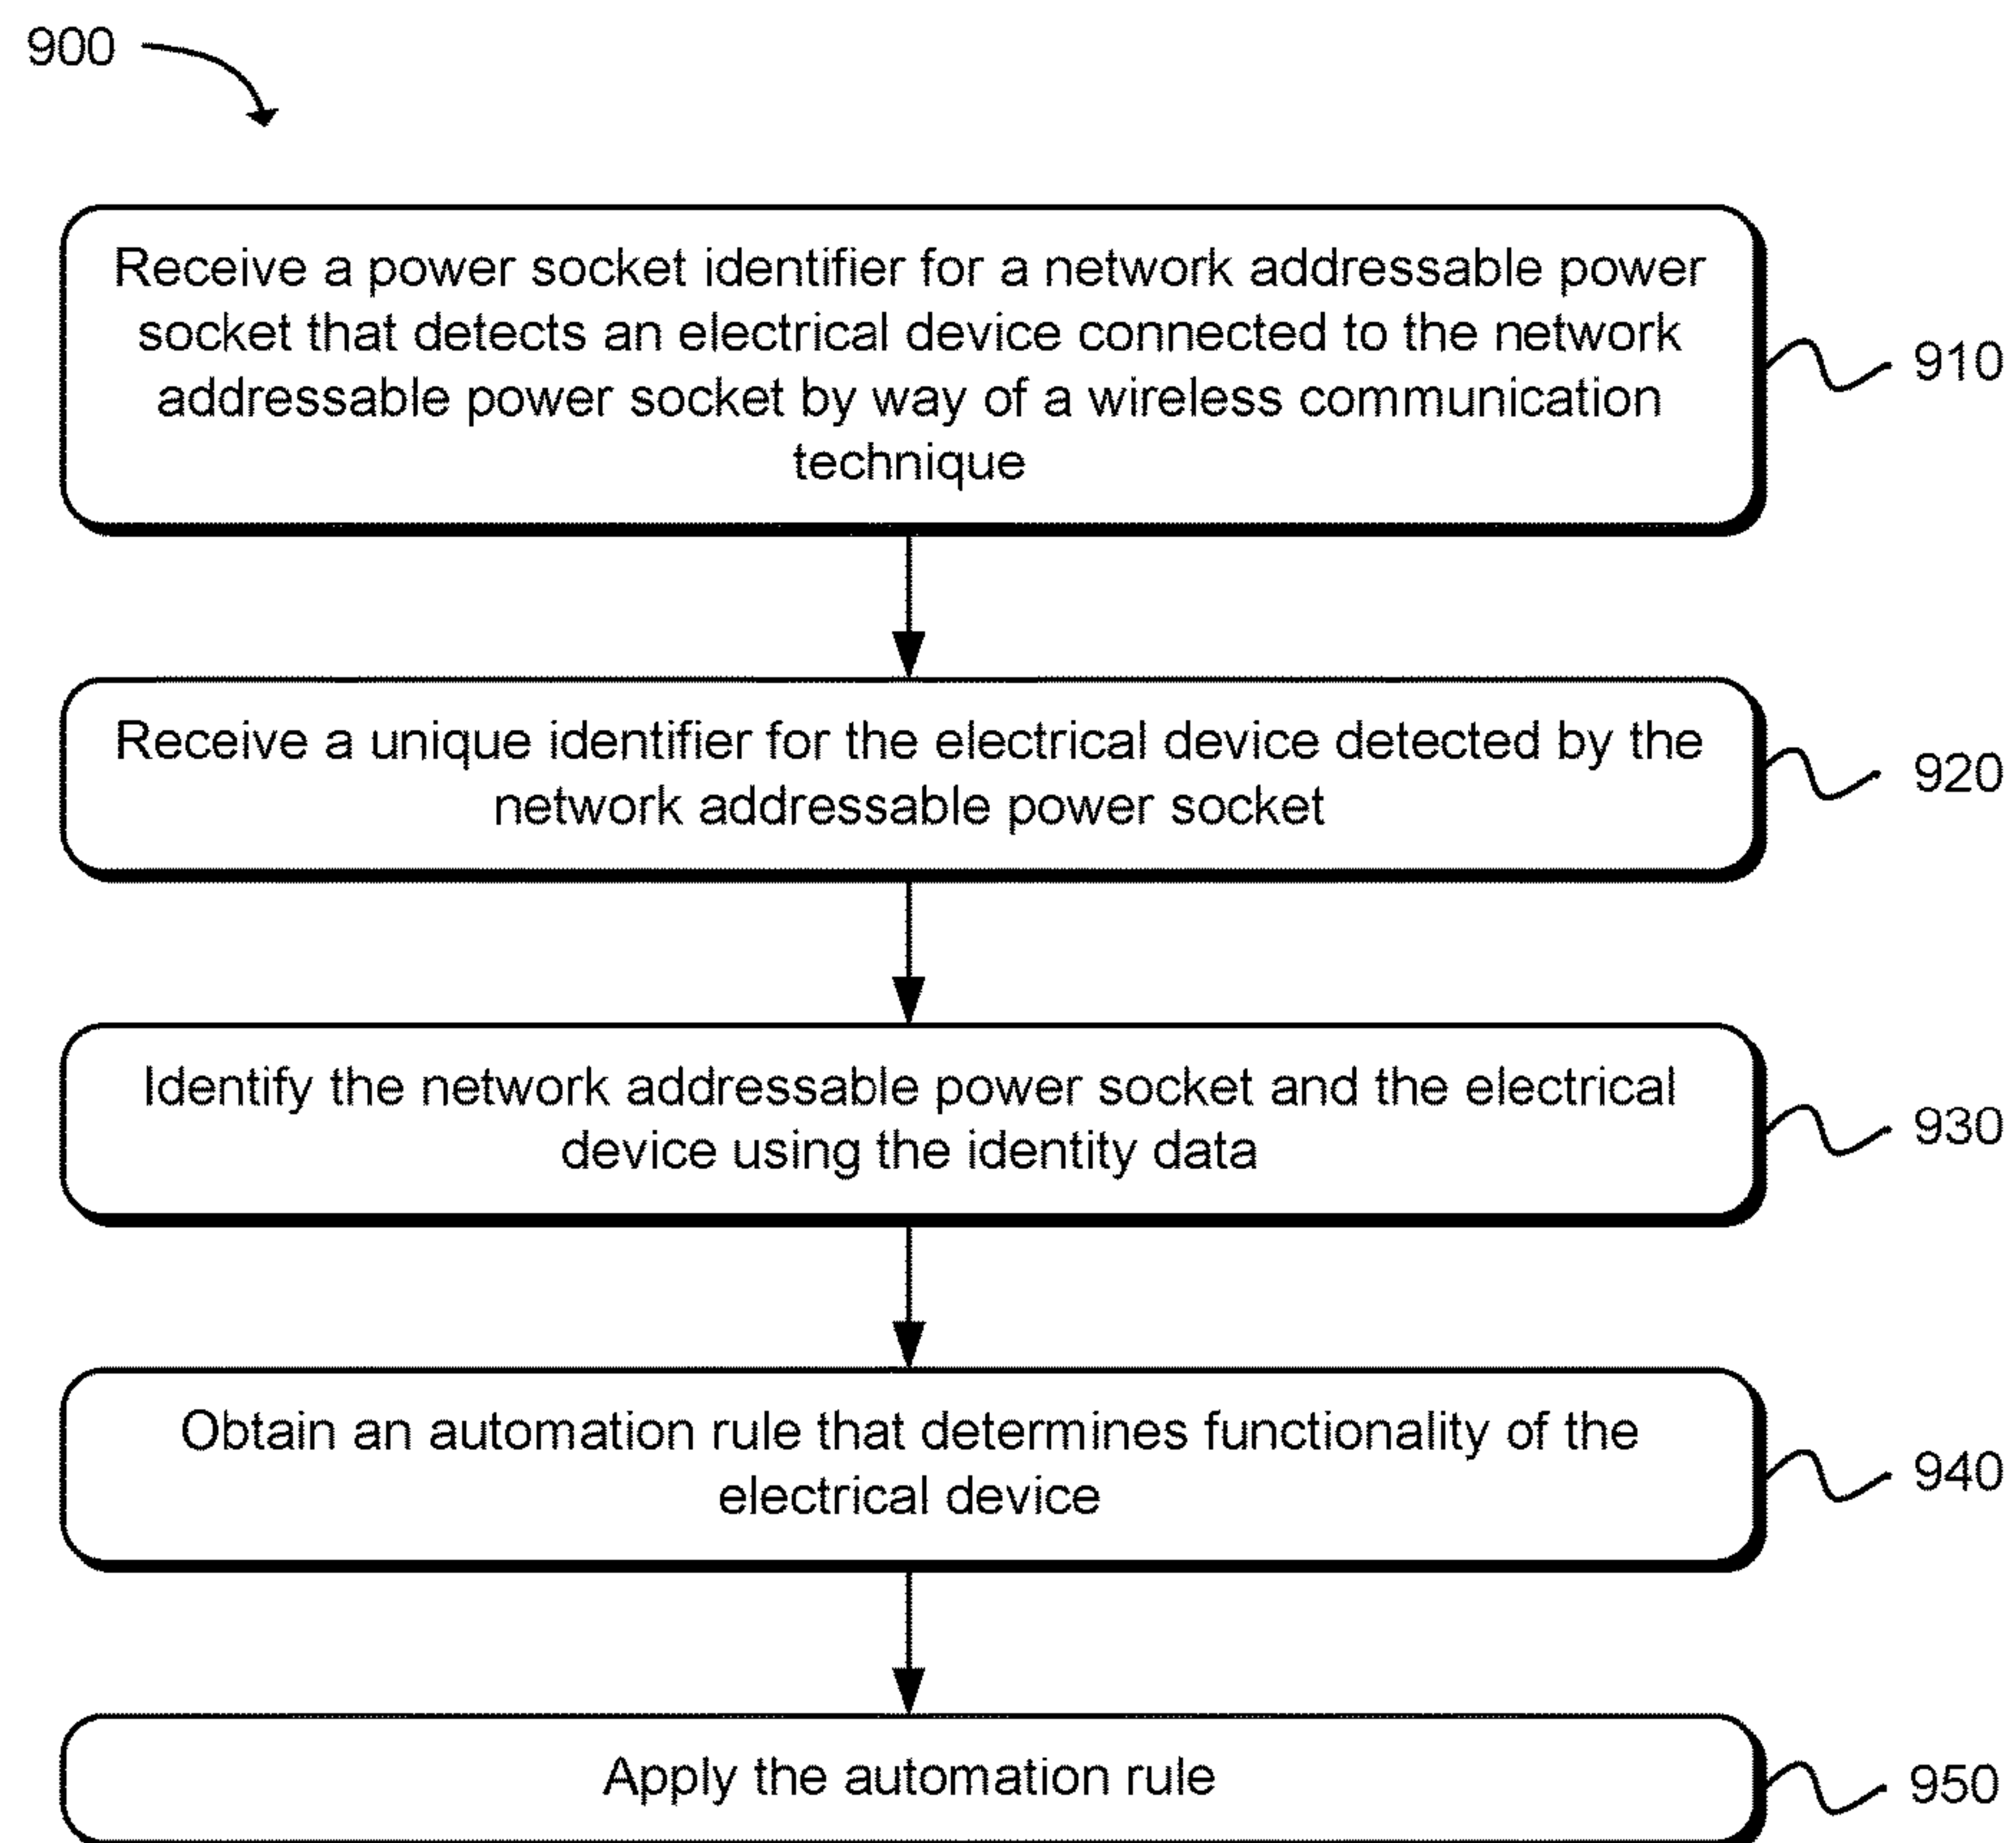 900
Receive a power socket identifier for a network addressable power
socket that detects an electrical device connected to the network
addressable power socket by way of a wireless communication
technique
910
Receive a unique identifier for the electrical device detected by the
network addressable power socket
920
Identify the network addressable power socket and the electrical
device using the identity data
930
Obtain an automation rule that determines functionality of the
electrical device
940
Apply the automation rule
950